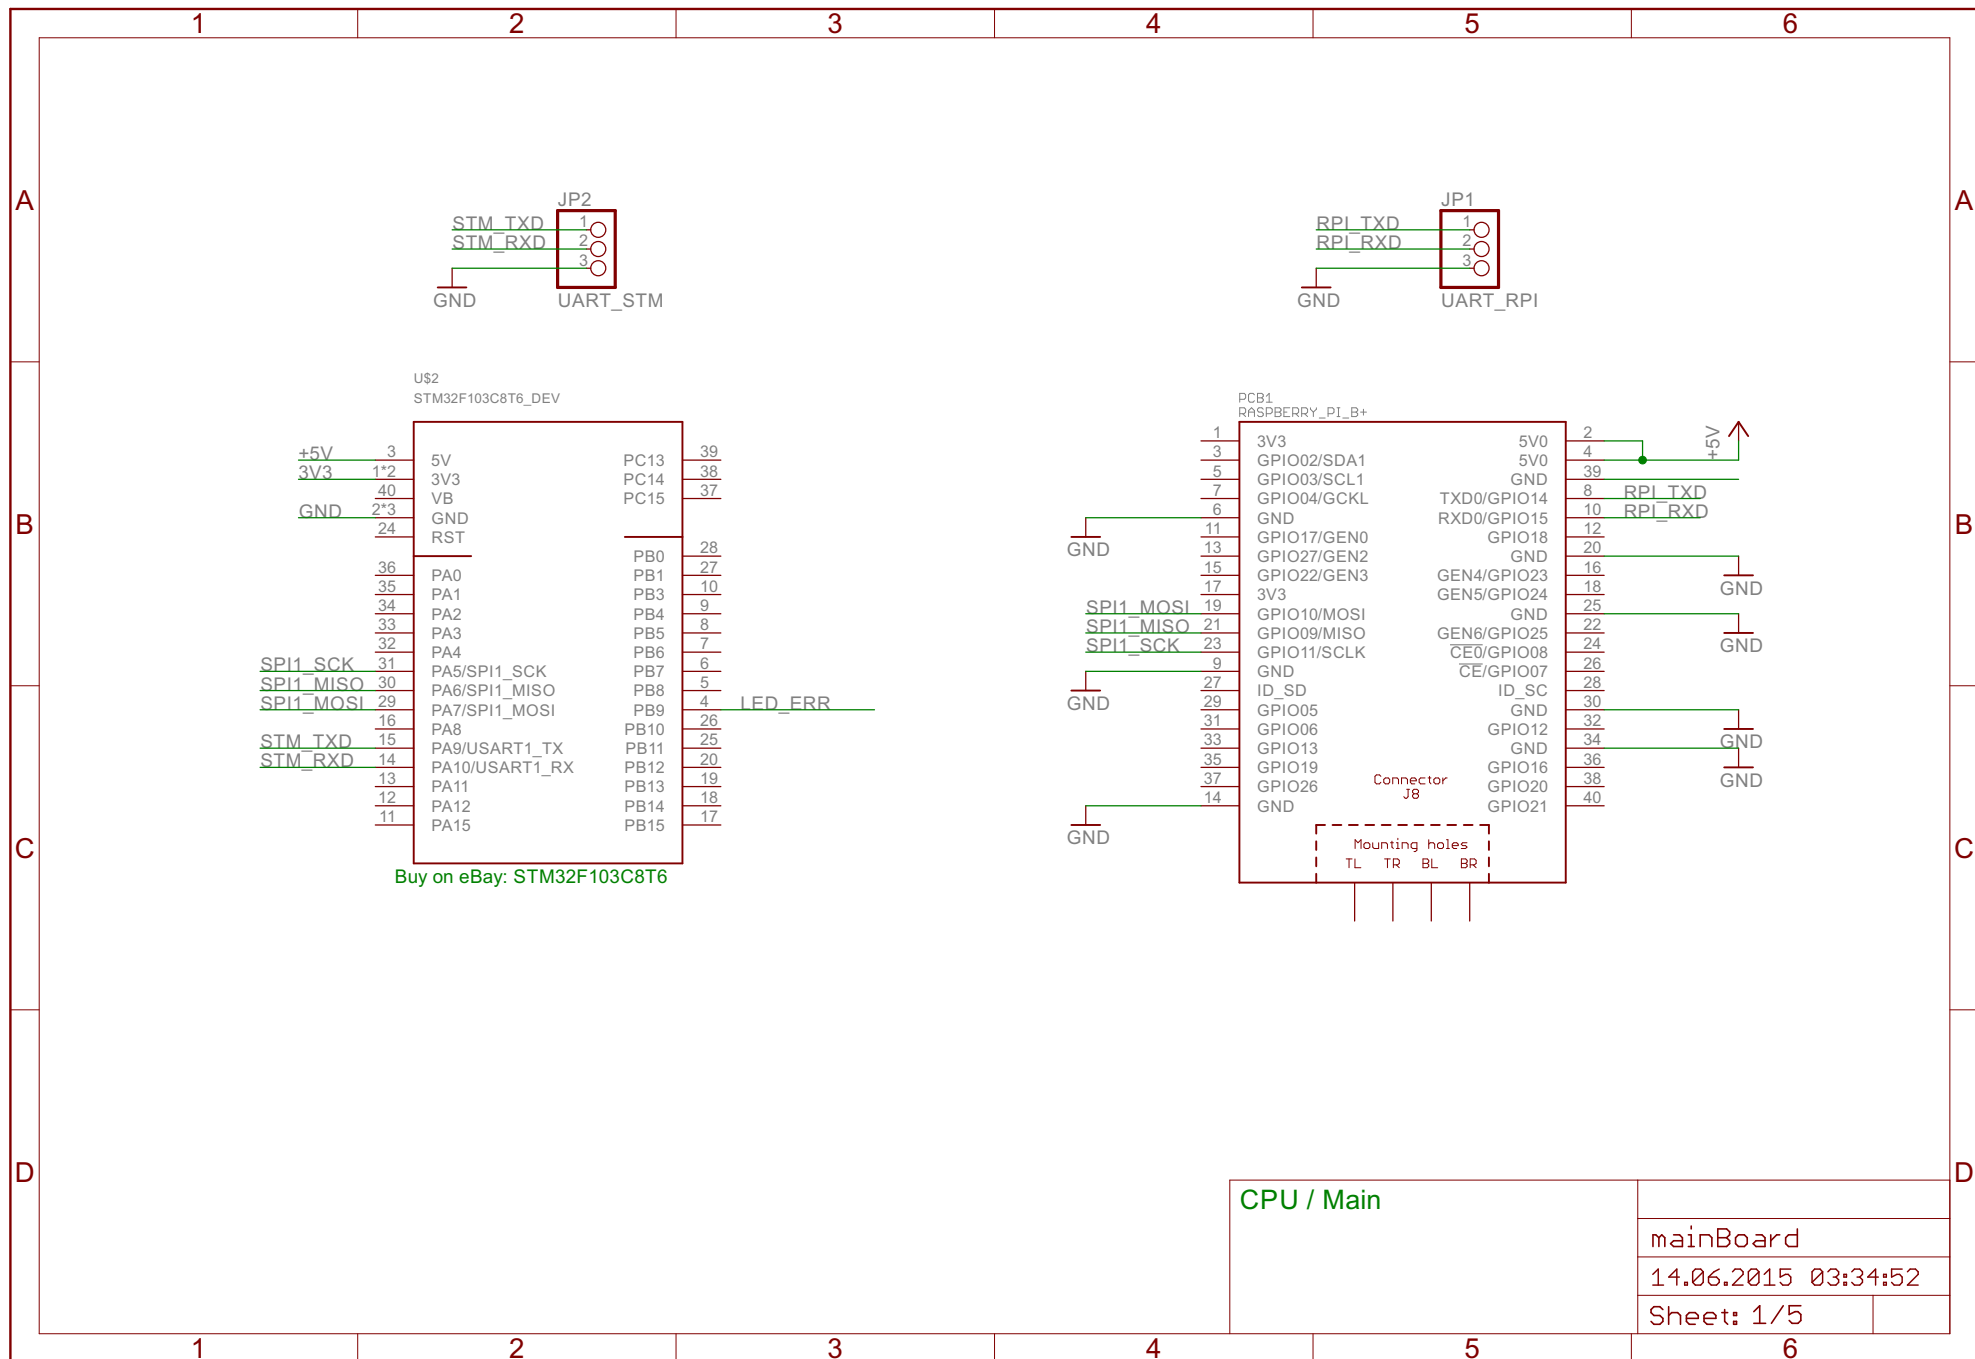 1 2 3 4 5 6
A A
JP2
STM_TXD 1
STM_RXD 2
3
GND
UART_STM
JP1
RPI_TXD 1
RPI_RXD 2
3
GND
UART_RPI
B B
U$2
STM32F103C8T6_DEV
+5V 3 5V PC13 39
3V3 1*2 3V3 PC14 38
40 VB PC15 37
GND 2*3 GND
24 RST
PB0 28
36 PA0 PB1 27
35 PA1 PB3 10
34 PA2 PB4 9
33 PA3 PB5 8
32 PA4 PB6 7
SPI1_SCK 31 PA5/SPI1_SCK PB7 6
SPI1_MISO 30 PA6/SPI1_MISO PB8 5
SPI1_MOSI 29 PA7/SPI1_MOSI PB9 4 LED_ERR
16 PA8 PB10 26
STM_TXD 15 PA9/USART1_TX PB11 25
STM_RXD 14 PA10/USART1_RX PB12 20
13 PA11 PB13 19
12 PA12 PB14 18
11 PA15 PB15 17
Buy on eBay: STM32F103C8T6
PCB1
RASPBERRY_PI_B+
1 3V3 5V0 2
+5V
3 GPIO02/SDA1 5V0 4
5 GPIO03/SCL1 GND 39
7 GPIO04/GCKL TXD0/GPIO14 8 RPI_TXD
6 GND RXD0/GPIO15 10 RPI_RXD
GND
11 GPIO17/GEN0 GPIO18 12
13 GPIO27/GEN2 GND 20
GND
15 GPIO22/GEN3 GEN4/GPIO23 16
17 3V3 GEN5/GPIO24 18
SPI1_MOSI 19 GPIO10/MOSI GND 25
GND
SPI1_MISO 21 GPIO09/MISO GEN6/GPIO25 22
SPI1_SCK 23 GPIO11/SCLK CE0/GPIO08 24
9 GND CE/GPIO07 26
GND
27 ID_SD ID_SC 28
29 GPIO05 GND 30
GND
31 GPIO06 GPIO12 32
33 GPIO13 GND 34
GND
35 GPIO19 GPIO16 36
37 GPIO26 GPIO20 38
14 GND GPIO21 40
GND
Connector
J8
Mounting holes
TL TR BL BR
C C
D D
CPU / Main
mainBoard
14.06.2015 03:34:52
Sheet: 1/5
1 2 3 4 5 6